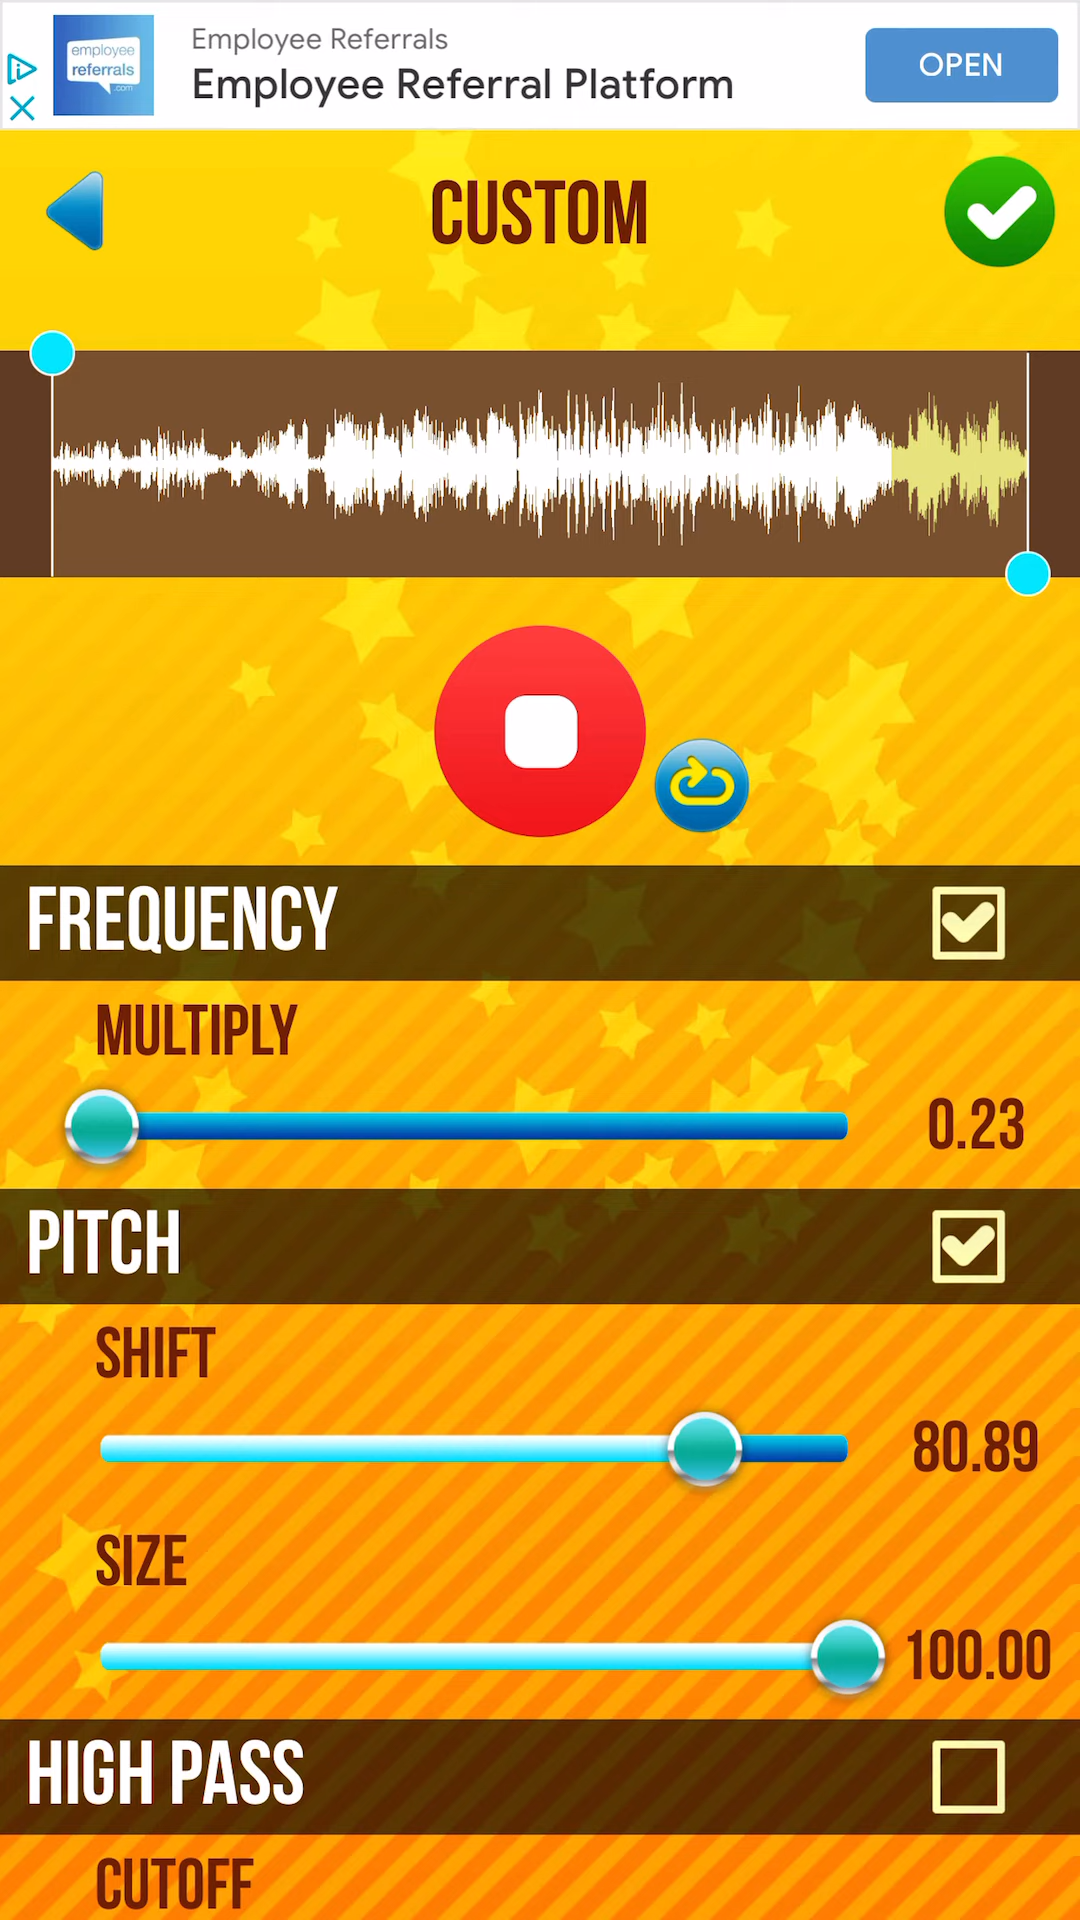 employee
referrals
.com
Employee Referrals
Employee Referral Platform
OPEN
CUSTOM
FREQUENCY
MULTIPLY
0.23
PITCH
SHIFT
80.89
SIZE
100.00
HIGH PASS
CUTOFF